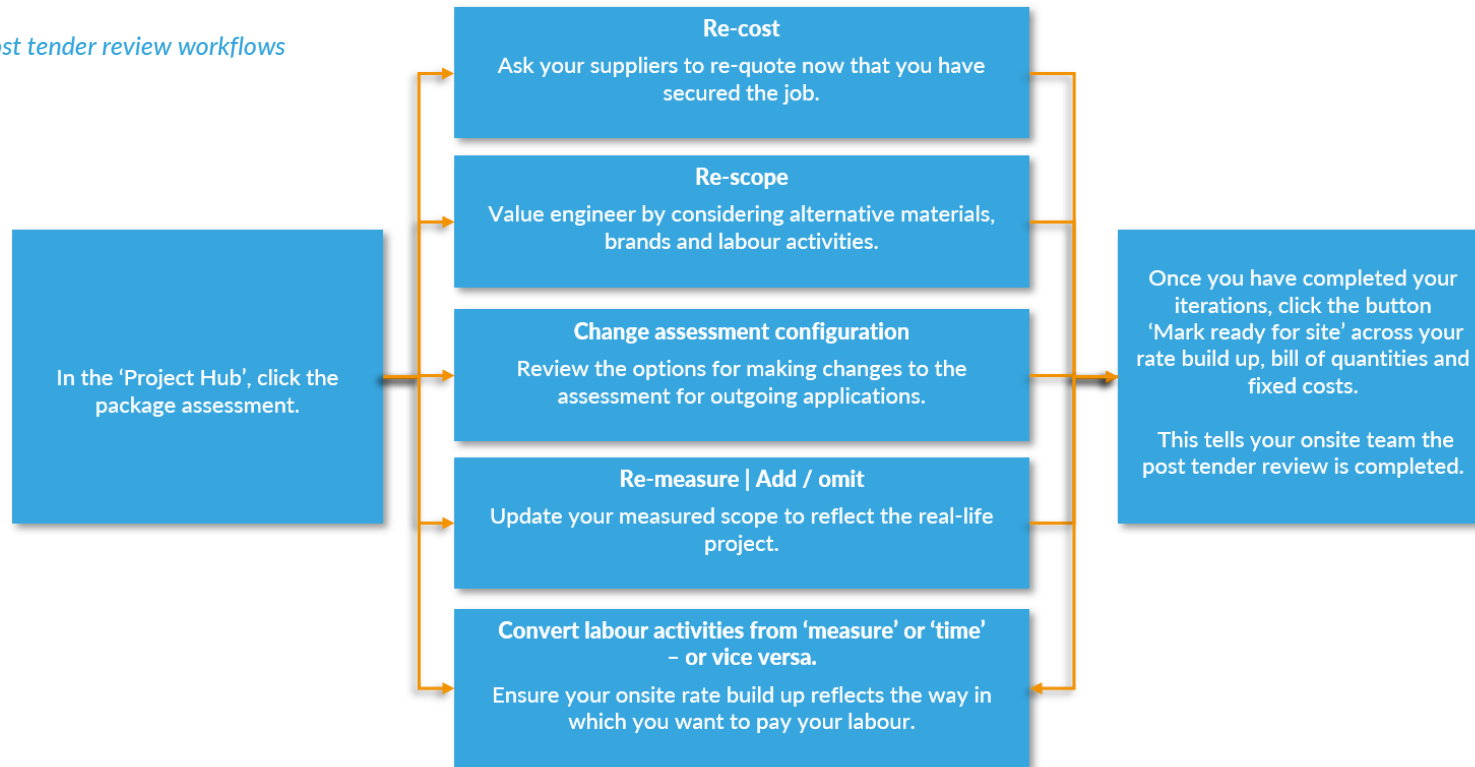 ost tender review workflows
In the ‘Project Hub’, click the
package assessment.
Re-cost
Ask your suppliers to re-quote now that you have
secured the job.
Re-scope
Value engineer by considering alternative materials,
brands and labour activities.
Change assessment configuration
Review the options for making changes to the
assessment for outgoing applications.
Re-measure | Add / omit
Update your measured scope to reflect the real-life
project.
Convert labour activities from ‘measure’ or ‘time’
– or vice versa.
Ensure your onsite rate build up reflects the way in
which you want to pay your labour.
Once you have completed your
iterations, click the button
‘Mark ready for site’ across your
rate build up, bill of quantities and
fixed costs.
This tells your onsite team the
post tender review is completed.